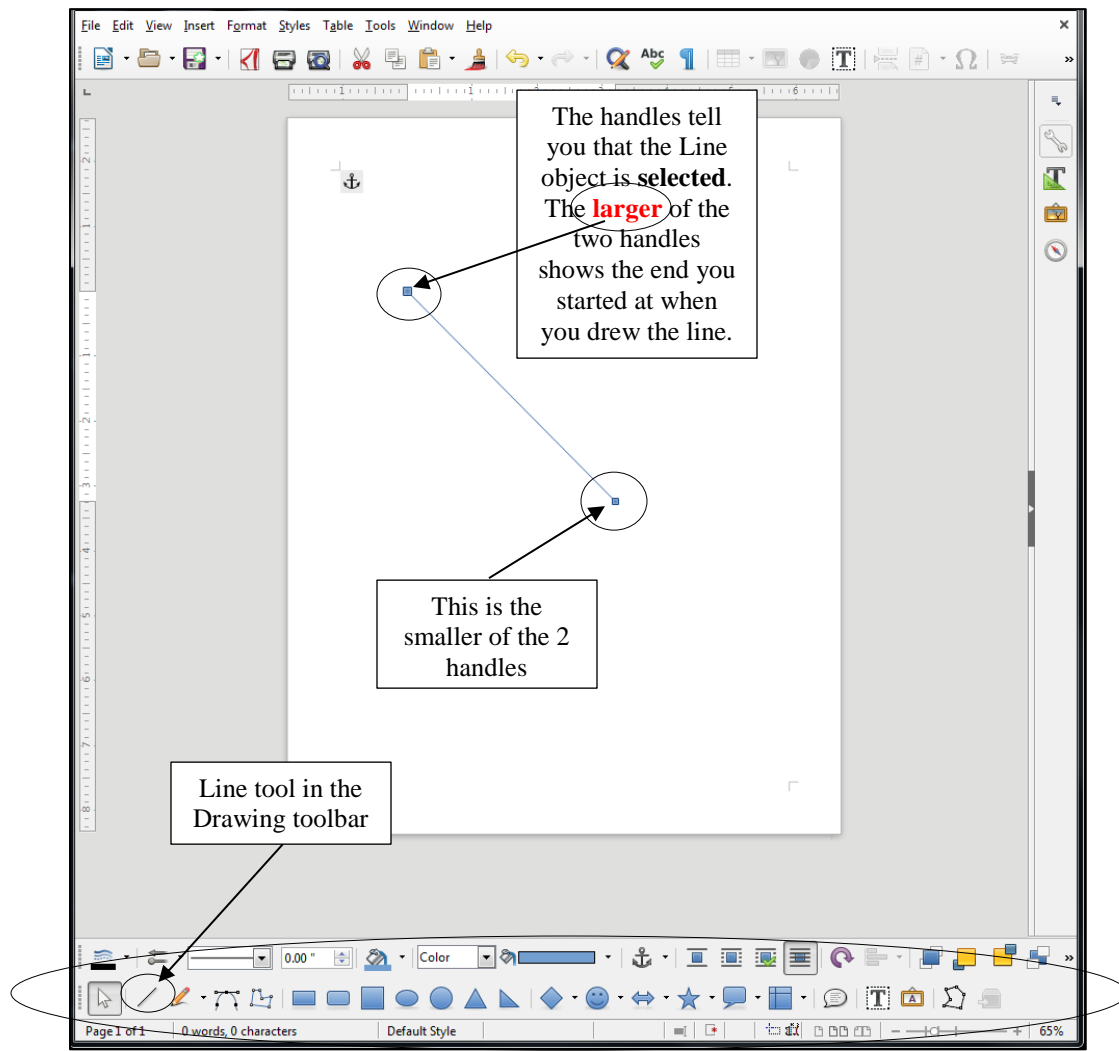 File Edit View Insert Format Styles Table Tools Window Help
Abc
The handles tell
you that the Line
object is selected.
The larger of the
two handles
shows the end you
started at when
you drew the line.
This is the
smaller of the 2
handles
Line tool in the
Drawing toolbar
0.00 " Color
Page 1 of 1 0 words, 0 characters Default Style 65%